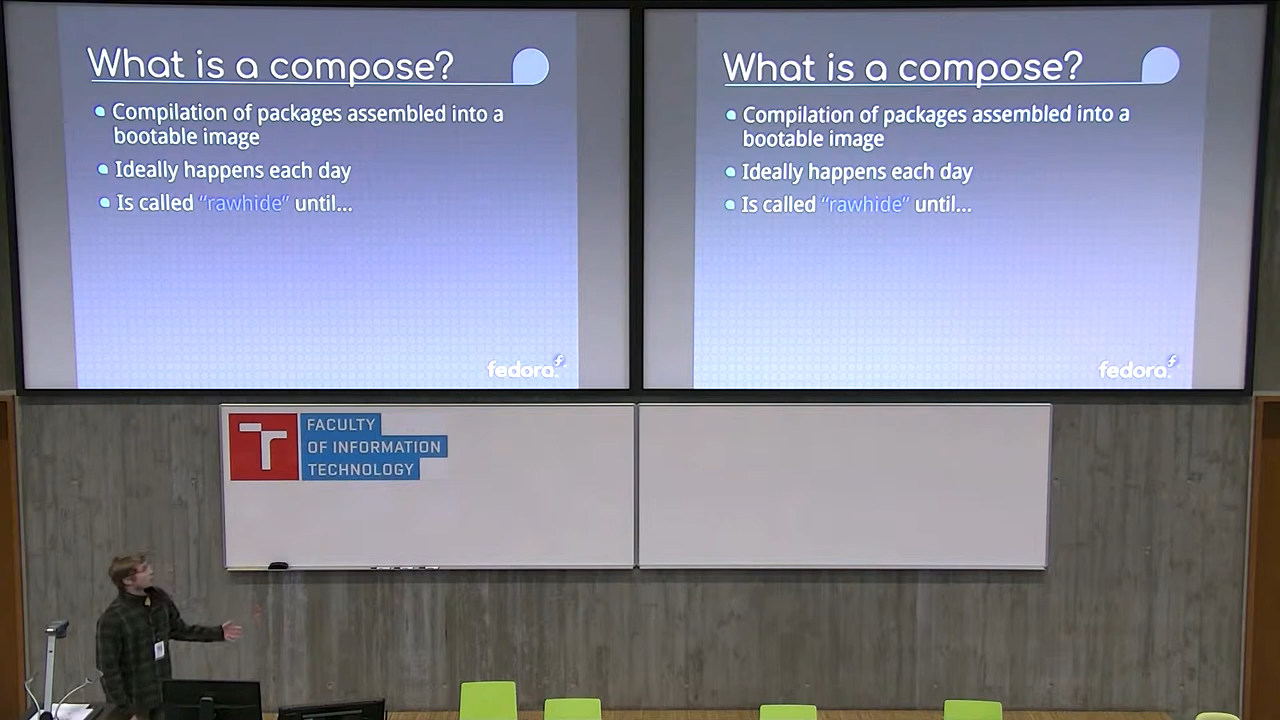 What is a compose?
Compilation of packages assembled into a
bootable image
Ideally happens each day
Is called “rawhide” until...
fedora
What is a compose?
Compilation of packages assembled into a
bootable image
Ideally happens each day
Is called “rawhide” until...
fedora
FACULTY
OF INFORMATION
TECHNOLOGY